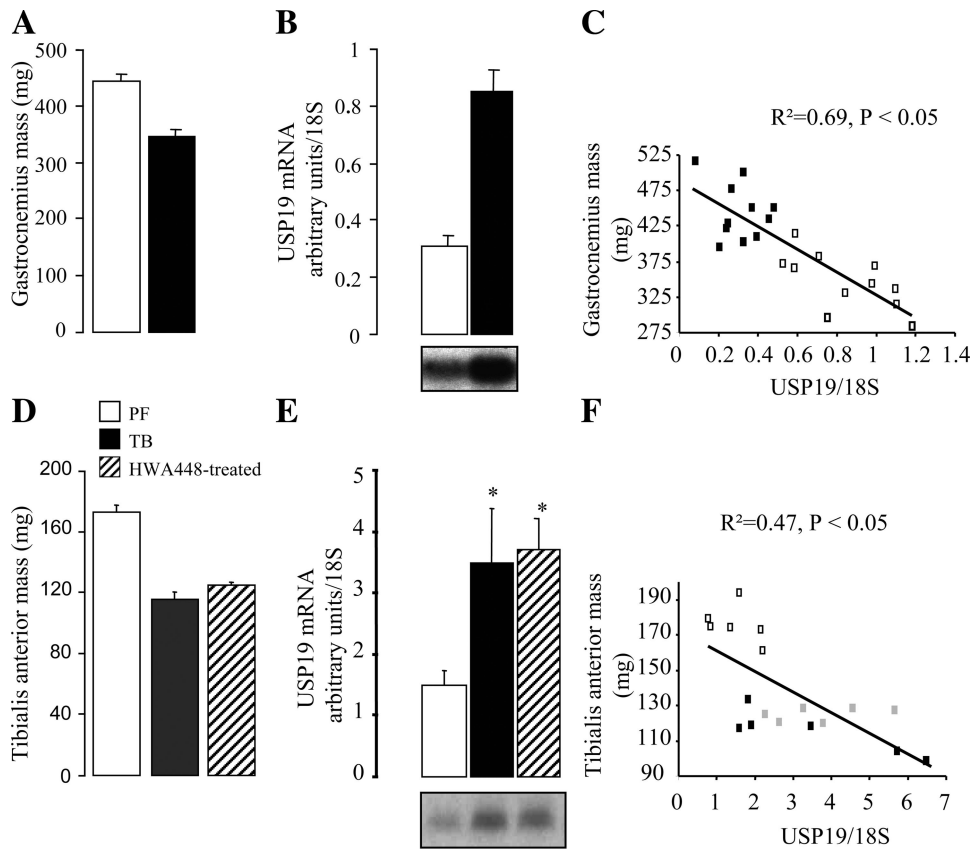 A
Gastrocnemius mass (mg)
500
400
300
200
100
0
B
USP19 mRNA
arbitrary units/18S
1
0.8
0.6
0.4
0.2
0
C
R²=0.69, P < 0.05
Gastrocnemius mass
(mg)
525
475
425
375
325
275
0
0.2
0.4
0.6
0.8
1
1.2
1.4
USP19/18S
D
PF
TB
HWA448-treated
Tibialis anterior mass (mg)
200
160
120
80
40
0
E
USP19 mRNA
arbitrary units/18S
5
4
3
2
1
0
*
*
F
R²=0.47, P < 0.05
Tibialis anterior mass
(mg)
190
170
150
130
110
90
0
1
2
3
4
5
6
7
USP19/18S